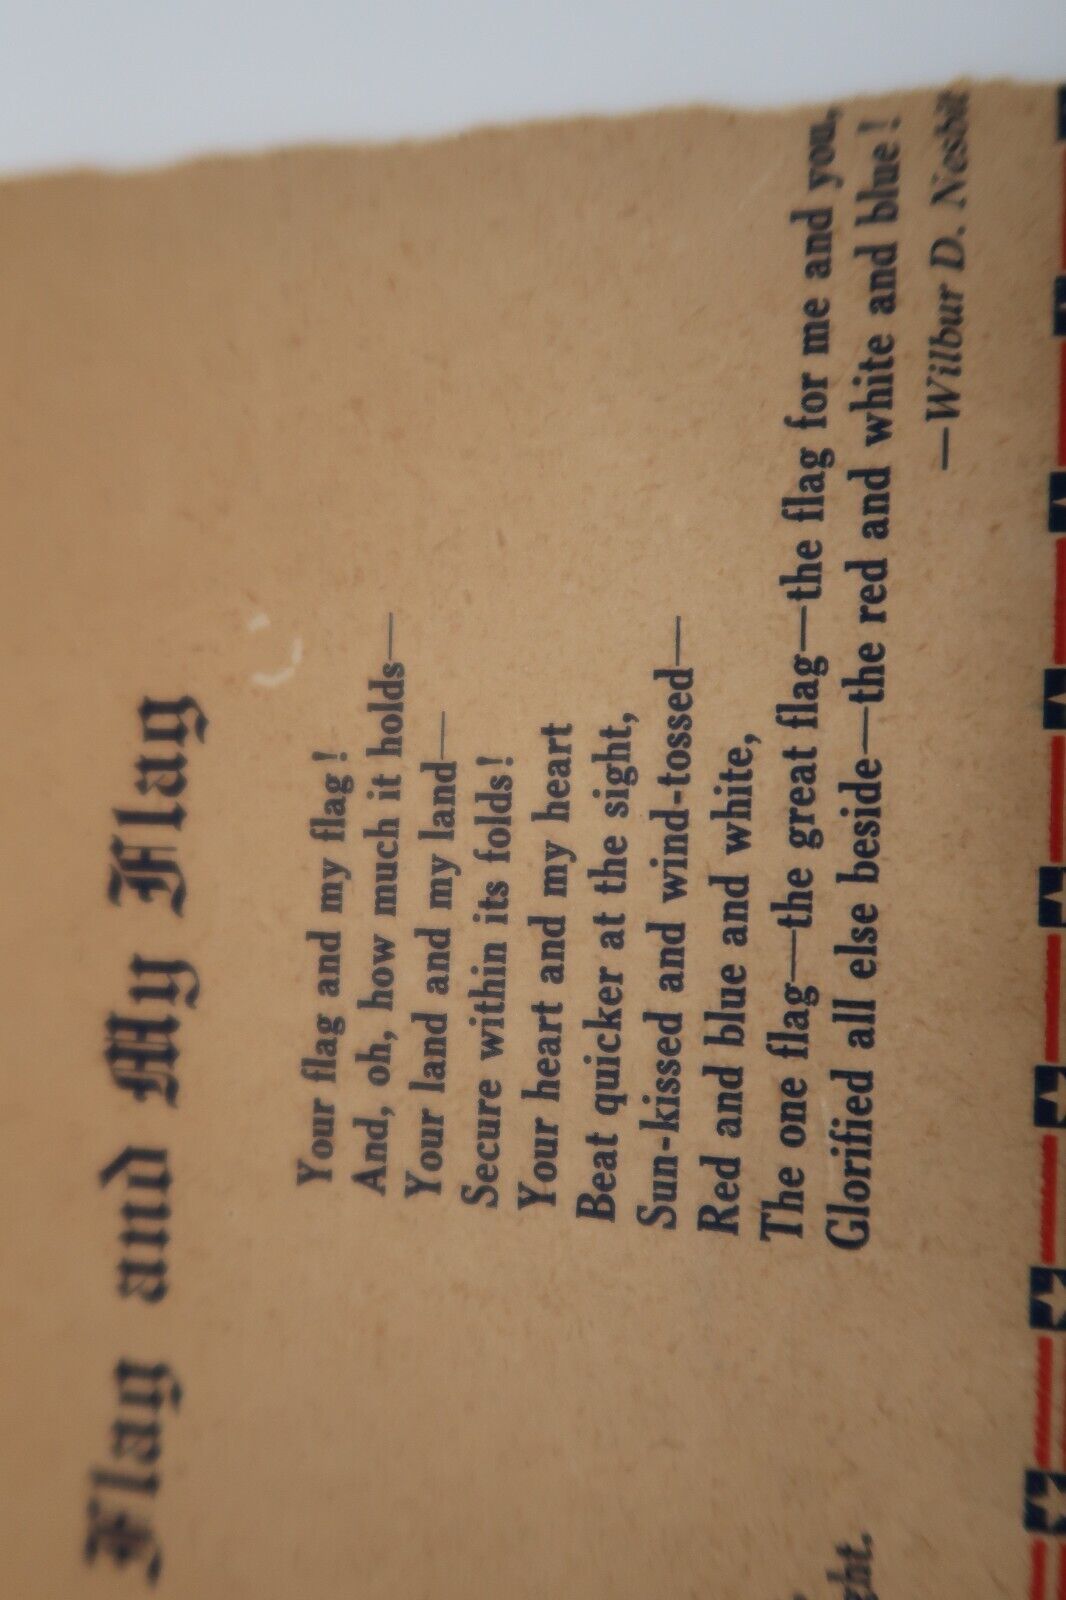 Flag and My Flag
Your flag and my flag!
And, oh, how much it holds—
Your land and my land—
Secure within its folds!
Your heart and my heart
Beat quicker at the sight,
Sun-kissed and wind-tossed—
Red and blue and white,
The one flag—the great flag—the flag for me and you,
Glorified all else beside—the red and white and blue!
—Wilbur D. Nesbit
ght.